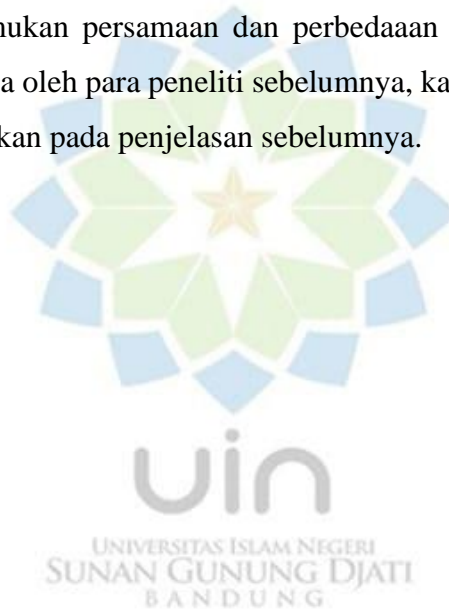 mukan persamaan dan perbedaaan
a oleh para peneliti sebelumnya, ka
kan pada penjelasan sebelumnya.
uin
UNIVERSITAS ISLAM NEGERI
SUNAN GUNUNG DJATI
BANDUNG